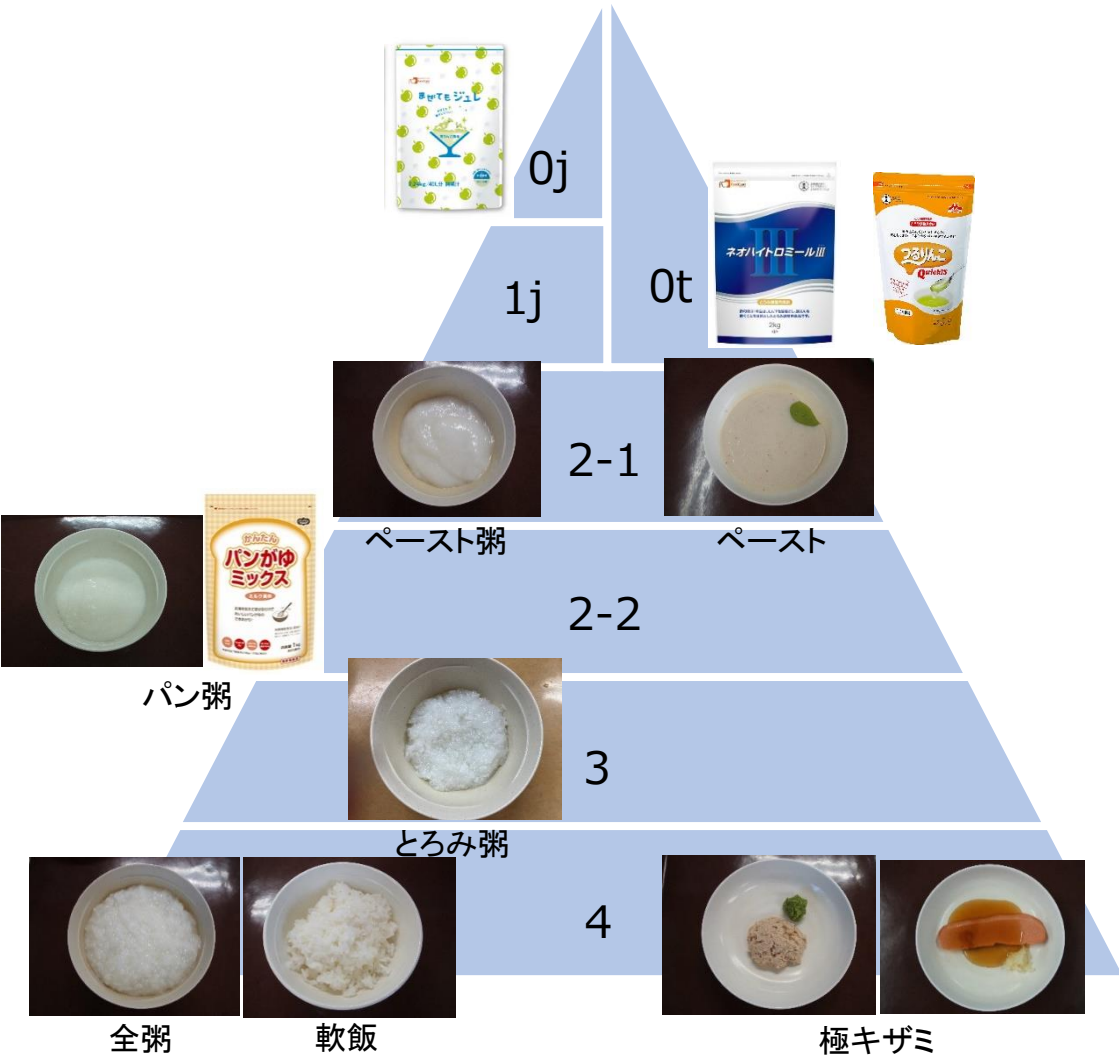 まぜてもジュレ
0j
ネオハイトロミールⅢ
2kg
つるりんこ
Quickly
1j
0t
2-1
ペースト粥
ペースト
かんたん
パンがゆ
ミックス
2-2
パン粥
3
とろみ粥
4
全粥
軟飯
極キザミ